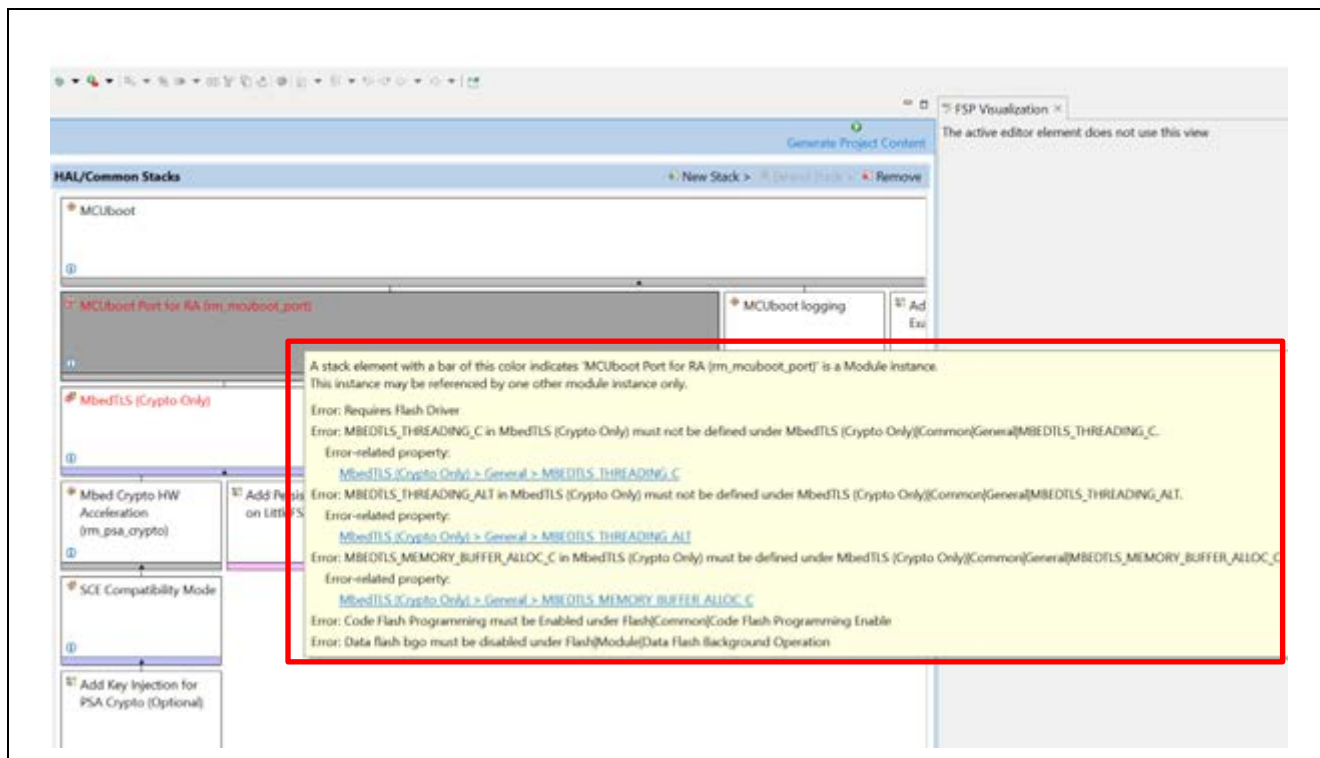 FSP Visualization ×
The active editor element does not use this view
Generate Project Content
HAL/Common Stacks
New Stack >
Remove
MCUboot
MCUboot Port for RA (rm_mcuboot_port)
MCUboot logging
Ad
Exa
A stack element with a bar of this color indicates 'MCUboot Port for RA (rm_mcuboot_port)' is a Module instance.
This instance may be referenced by one other module instance only.
Error: Requires Flash Driver
Error: MBEDTLS_THREADING_C in MbedTLS (Crypto Only) must not be defined under MbedTLS (Crypto Only)|Common|General|MBEDTLS_THREADING_C.
Error-related property:
MbedTLS (Crypto Only) > General > MBEDTLS_THREADING_C
Error: MBEDTLS_THREADING_ALT in MbedTLS (Crypto Only) must not be defined under MbedTLS (Crypto Only)|Common|General|MBEDTLS_THREADING_ALT.
Error-related property:
MbedTLS (Crypto Only) > General > MBEDTLS_THREADING_ALT
Error: MBEDTLS_MEMORY_BUFFER_ALLOC_C in MbedTLS (Crypto Only) must be defined under MbedTLS (Crypto Only)|Common|General|MBEDTLS_MEMORY_BUFFER_ALLOC_C
Error-related property:
MbedTLS (Crypto Only) > General > MBEDTLS_MEMORY_BUFFER_ALLOC_C
Error: Code Flash Programming must be Enabled under Flash|Common|Code Flash Programming Enable
Error: Data flash bgo must be disabled under Flash|Module|Data Flash Background Operation
MbedTLS (Crypto Only)
Mbed Crypto HW
Acceleration
(rm_psa_crypto)
Add Persis
on LittleFS
SCE Compatibility Mode
Add Key Injection for
PSA Crypto (Optional)